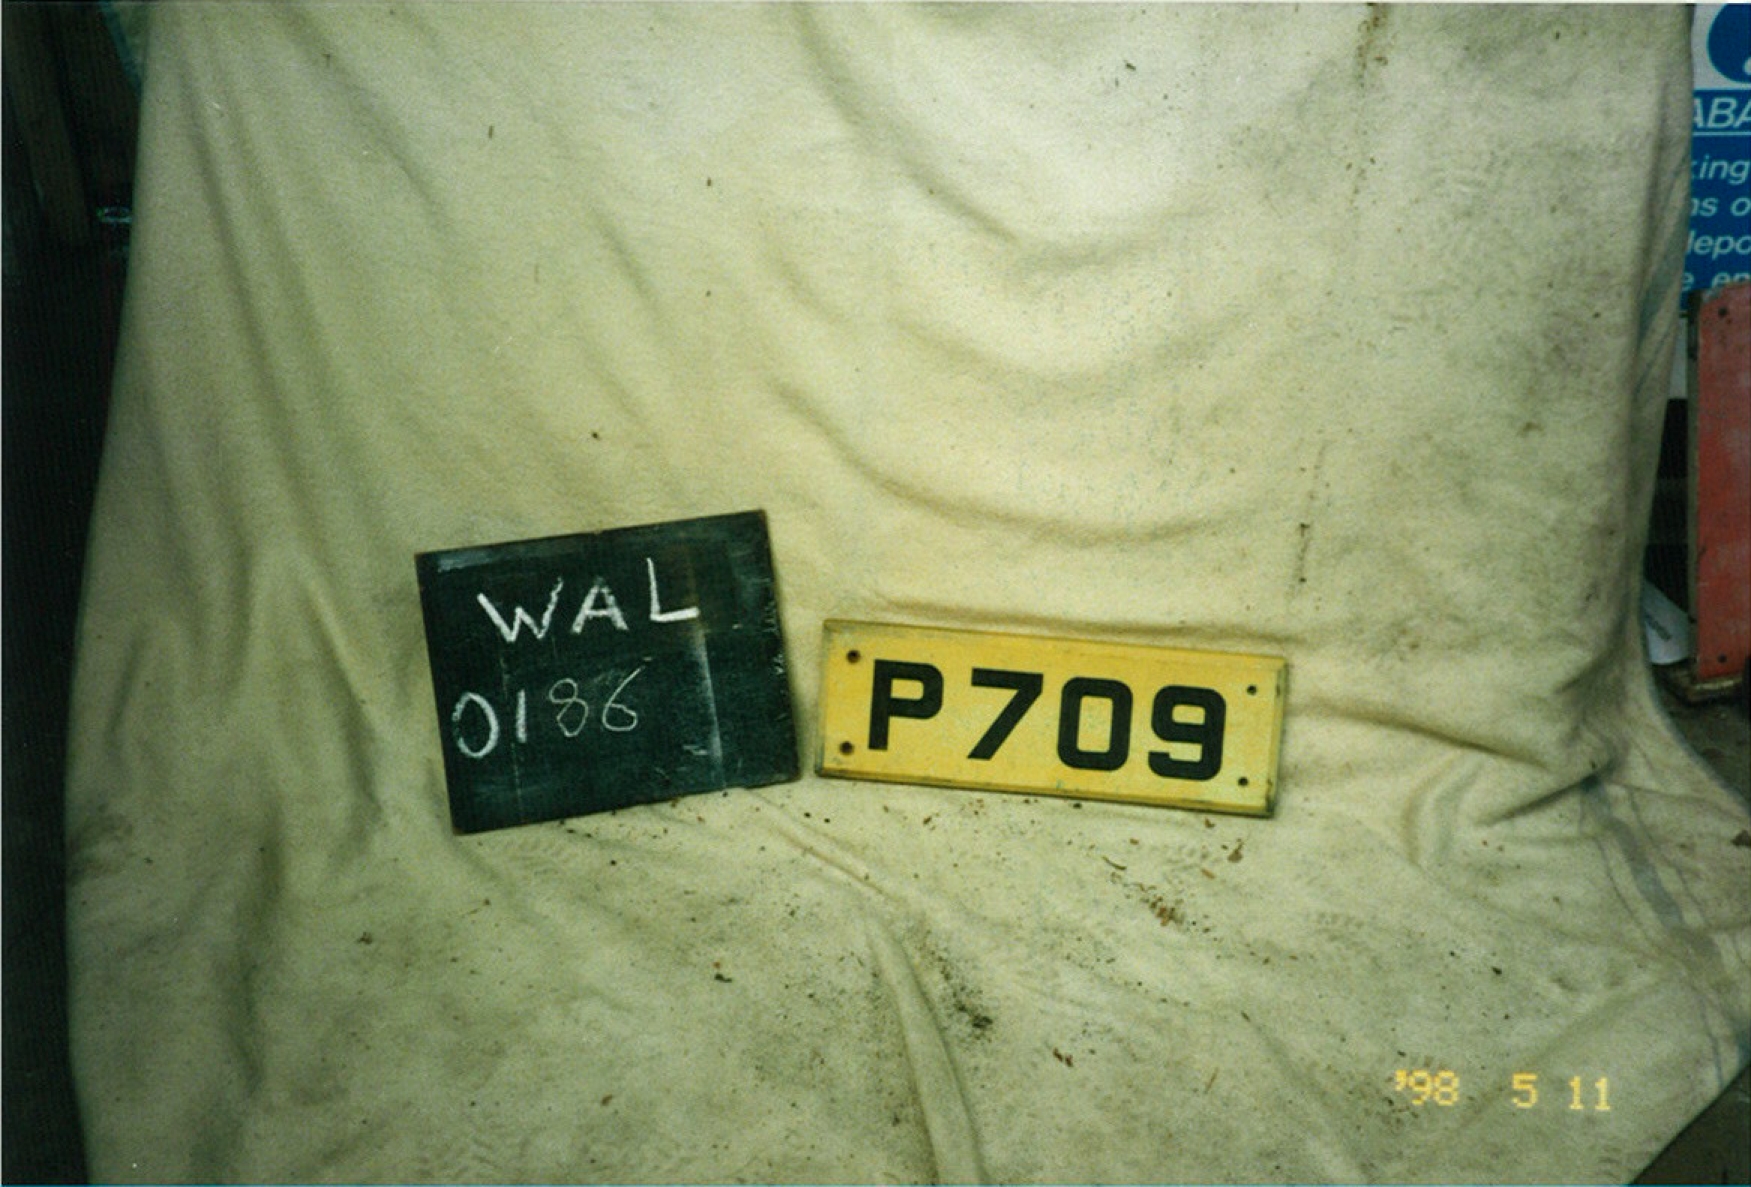 ABA
king
ns o
depo
e en
WAL
0186
P709
'98 5 11